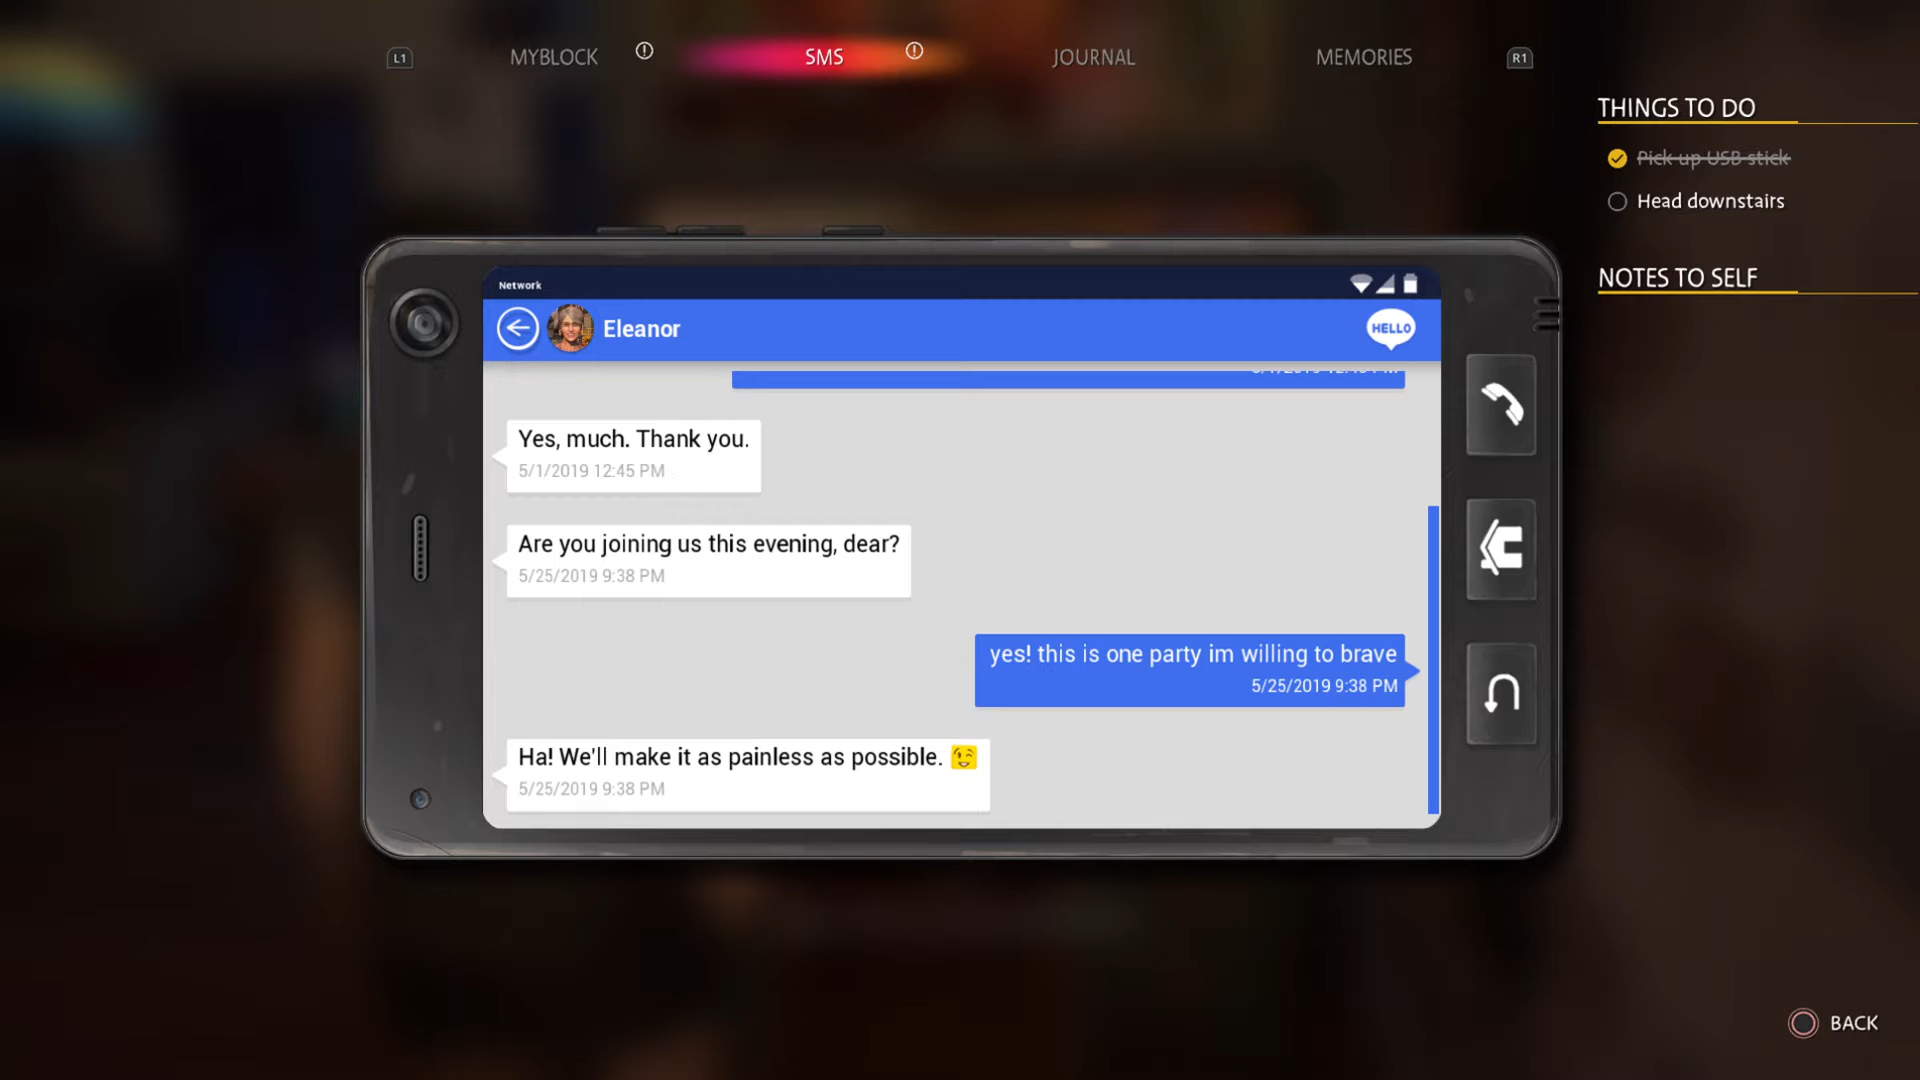 L1
MYBLOCK
SMS
JOURNAL
MEMORIES
R1
THINGS TO DO
Pick up USB stick
Head downstairs
NOTES TO SELF
Network
Eleanor
HELLO
Yes, much. Thank you.
5/1/2019 12:45 PM
Are you joining us this evening, dear?
5/25/2019 9:38 PM
yes! this is one party im willing to brave
5/25/2019 9:38 PM
Ha! We'll make it as painless as possible.
5/25/2019 9:38 PM
BACK